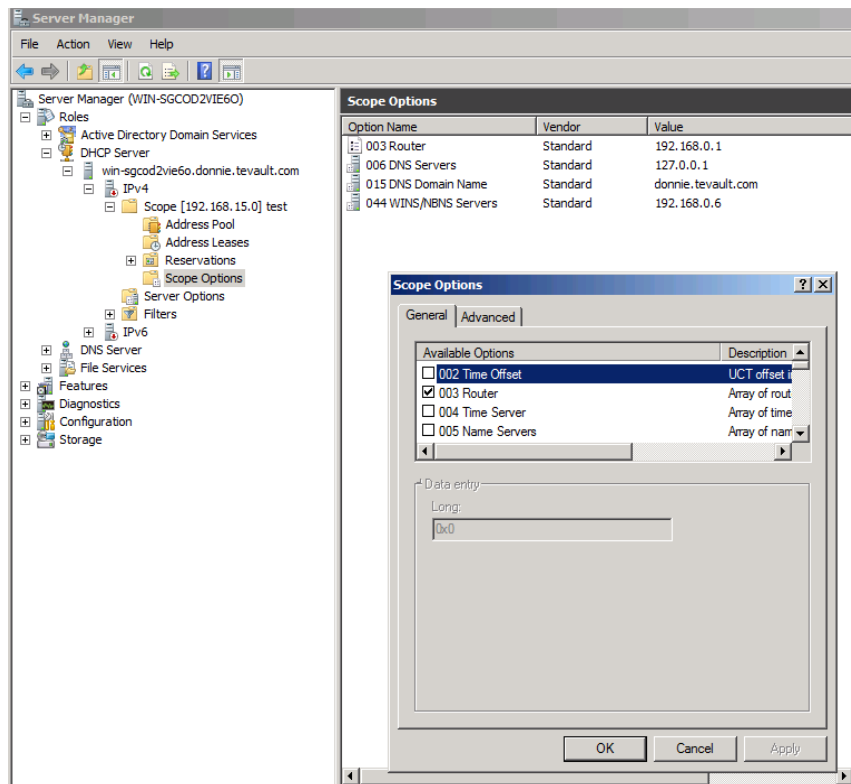 Server Manager
File Action View Help
Server Manager (WIN-SGCOD2VIE6O)
Roles
Active Directory Domain Services
DHCP Server
win-sgcod2vie6o.donnie.tevault.com
IPv4
Scope [192.168.15.0] test
Address Pool
Address Leases
Reservations
Scope Options
Server Options
Filters
IPv6
DNS Server
File Services
Features
Diagnostics
Configuration
Storage
Scope Options
Option Name Vendor Value
003 Router Standard 192.168.0.1
006 DNS Servers Standard 127.0.0.1
015 DNS Domain Name Standard donnie.tevault.com
044 WINS/NBNS Servers Standard 192.168.0.6
Scope Options
General Advanced
Available Options Description
002 Time Offset UCT offset i
003 Router Array of rout
004 Time Server Array of time
005 Name Servers Array of nam
Data entry
Long:
0x0
OK Cancel Apply